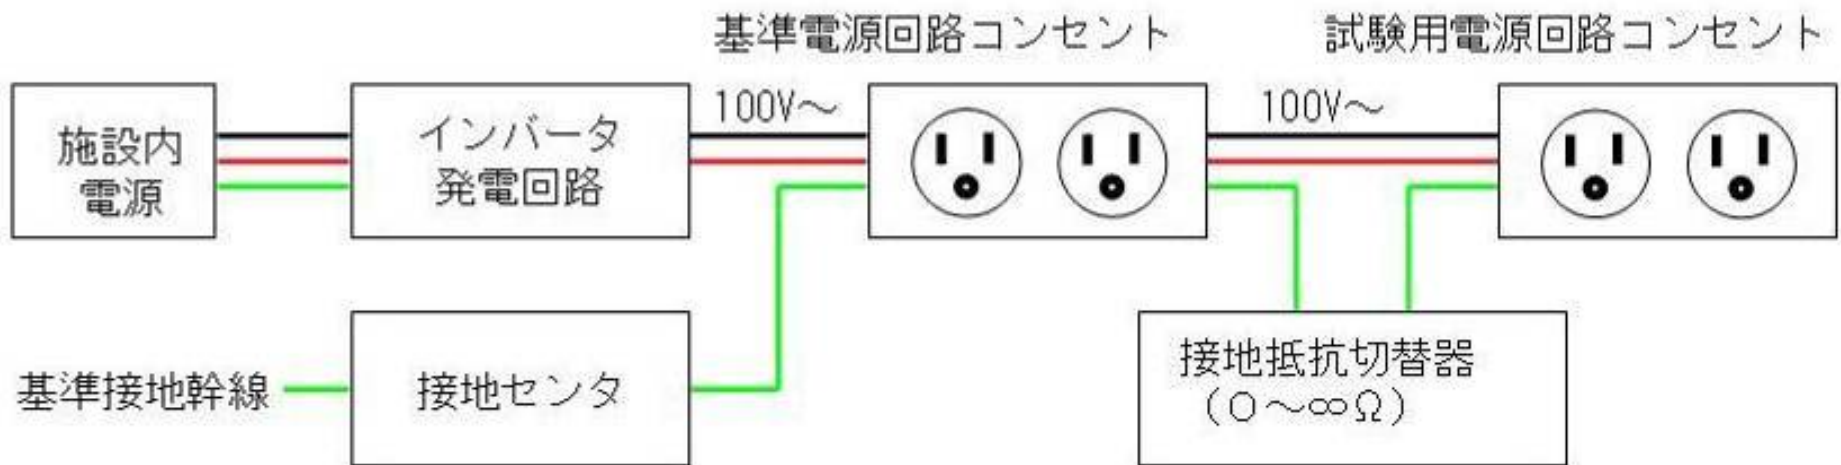 基準電源回路コンセント
試験用電源回路コンセント
施設内
電源
インバータ
発電回路
100V〜
100V〜
基準接地幹線
接地センタ
接地抵抗切替器
（０〜∞Ω）